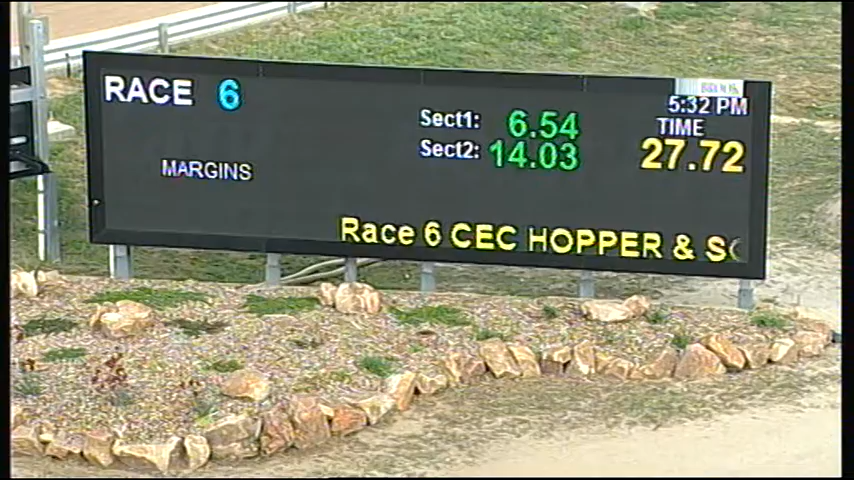 RACE 6
5:32 PM
Sect1: 6.54
TIME
Sect2: 14.03
27.72
MARGINS
Race 6 CEC HOPPER & S